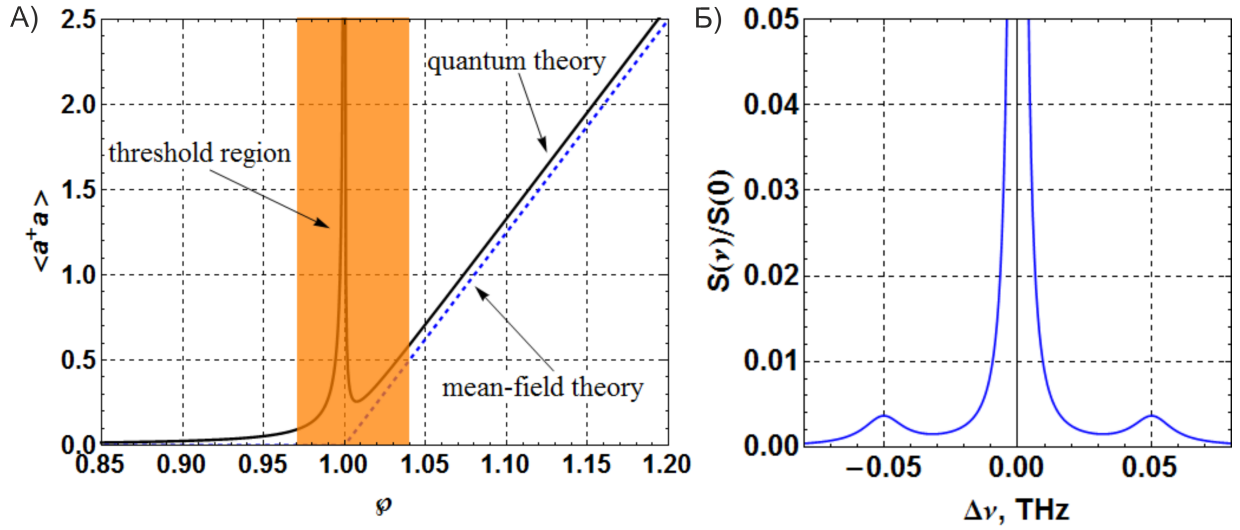 А)
2.5
2.0
1.5
1.0
0.5
0.0
<a⁺a>
quantum theory
threshold region
mean-field theory
0.85 0.90 0.95 1.00 1.05 1.10 1.15 1.20
℘
Б)
0.05
0.04
0.03
0.02
0.01
0.00
S(ν)/S(0)
−0.05 0.00 0.05
Δν, THz